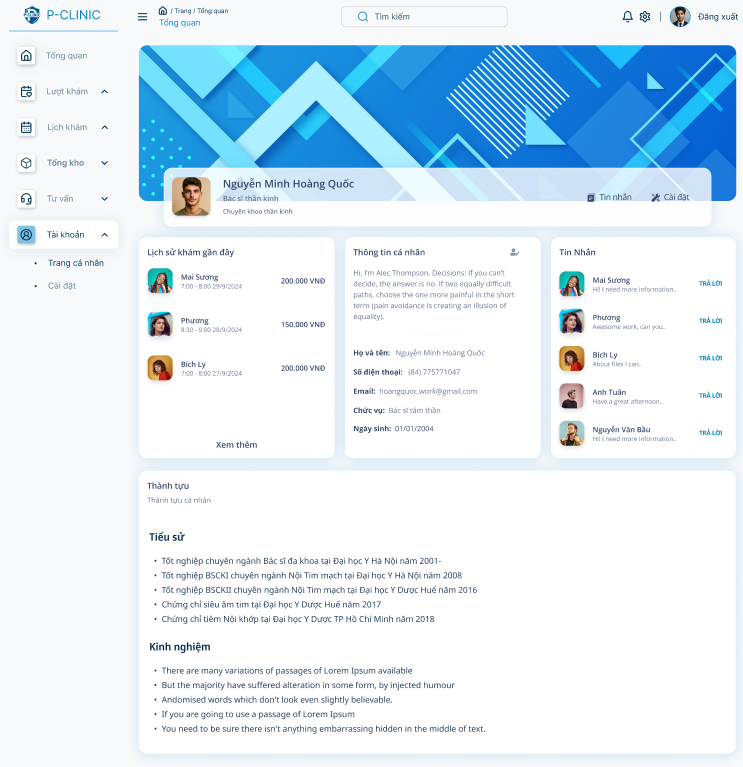 P-CLINIC
/ Trang / Tổng quan
Tổng quan
Tìm kiếm
Đăng xuất
Tổng quan
Lượt khám
Lịch khám
Tổng kho
Tư vấn
Tài khoản
Trang cá nhân
Cài đặt
Nguyễn Minh Hoàng Quốc
Bác sĩ thần kinh
Chuyên khoa thần kinh
Tin nhắn
Cài đặt
Lịch sử khám gần đây
Mai Sương
7:00 - 8:00 29/9/2024
200.000 VNĐ
Phương
8:30 - 9:00 28/9/2024
150.000 VNĐ
Bích Ly
7:00 - 8:00 27/9/2024
200.000 VNĐ
Xem thêm
Thông tin cá nhân
Hi, I'm Alec Thompson, Decisions: If you can't
decide, the answer is no. If two equally difficult
paths, choose the one more painful in the short
term (pain avoidance is creating an illusion of
equality).
Họ và tên: Nguyễn Minh Hoàng Quốc
Số điện thoại: (84) 775771047
Email: hoangquoc.work@gmail.com
Chức vụ: Bác sĩ tâm thần
Ngày sinh: 01/01/2004
Tin Nhắn
Mai Sương
Hi! I need more information..
TRẢ LỜI
Phương
Awesome work, can you..
TRẢ LỜI
Bích Ly
About files I can..
TRẢ LỜI
Anh Tuấn
Have a great afternoon..
TRẢ LỜI
Nguyễn Văn Bầu
Hi! I need more information..
TRẢ LỜI
Thành tựu
Thành tựu cá nhân
Tiểu sử
• Tốt nghiệp chuyên ngành Bác sĩ đa khoa tại Đại học Y Hà Nội năm 2001-
• Tốt nghiệp BSCKI chuyên ngành Nội Tim mạch tại Đại học Y Hà Nội năm 2008
• Tốt nghiệp BSCKII chuyên ngành Nội Tim mạch tại Đại học Y Dược Huế năm 2016
• Chứng chỉ siêu âm tim tại Đại học Y Dược Huế năm 2017
• Chứng chỉ tiêm Nội khớp tại Đại học Y Dược TP Hồ Chí Minh năm 2018
Kinh nghiệm
• There are many variations of passages of Lorem Ipsum available
• But the majority have suffered alteration in some form, by injected humour
• Andomised words which don't look even slightly believable.
• If you are going to use a passage of Lorem Ipsum
• You need to be sure there isn't anything embarrassing hidden in the middle of text.